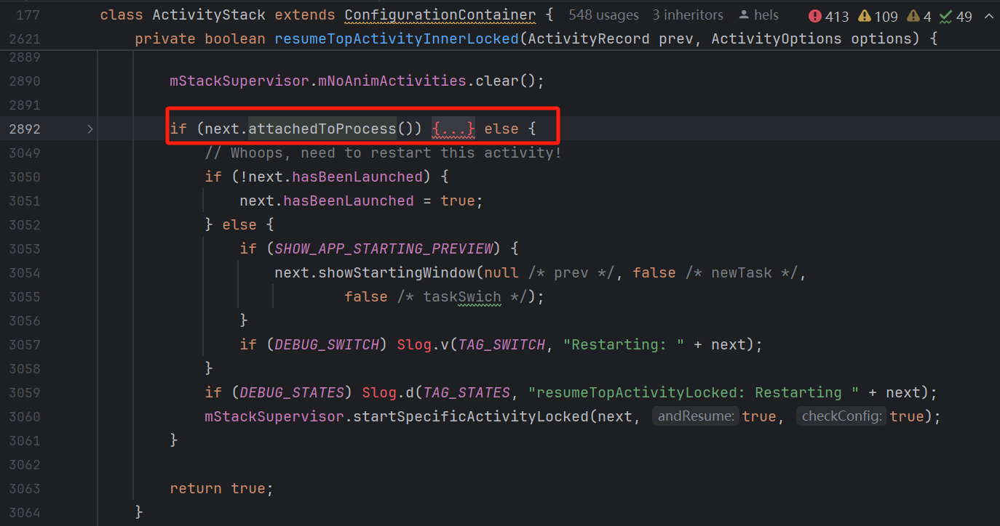 177 class ActivityStack extends ConfigurationContainer { 548 usages 3 inheritors hels 413 109 4 49
2621 private boolean resumeTopActivityInnerLocked(ActivityRecord prev, ActivityOptions options) {
2889
2890 mStackSupervisor.mNoAnimActivities.clear();
2891
2892 if (next.attachedToProcess()) {...} else {
3049 // Whoops, need to restart this activity!
3050 if (!next.hasBeenLaunched) {
3051 next.hasBeenLaunched = true;
3052 } else {
3053 if (SHOW_APP_STARTING_PREVIEW) {
3054 next.showStartingWindow(null /* prev */, false /* newTask */,
3055 false /* taskSwich */);
3056 }
3057 if (DEBUG_SWITCH) Slog.v(TAG_SWITCH, "Restarting: " + next);
3058 }
3059 if (DEBUG_STATES) Slog.d(TAG_STATES, "resumeTopActivityLocked: Restarting " + next);
3060 mStackSupervisor.startSpecificActivityLocked(next, andResume: true, checkConfig: true);
3061 }
3062
3063 return true;
3064 }